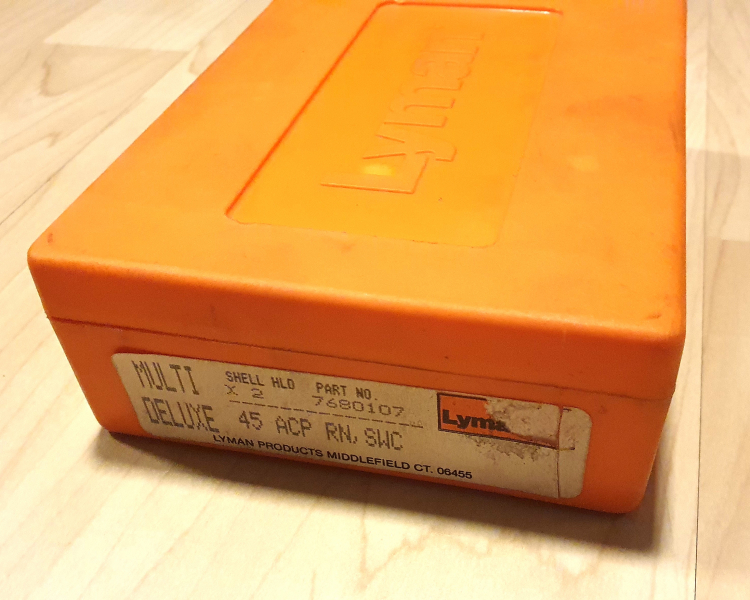 Lyman
MULTI
DELUXE
SHELL HLD PART NO.
X 2 7680107
45 ACP RN, SWC
Lyma
LYMAN PRODUCTS MIDDLEFIELD CT. 06455